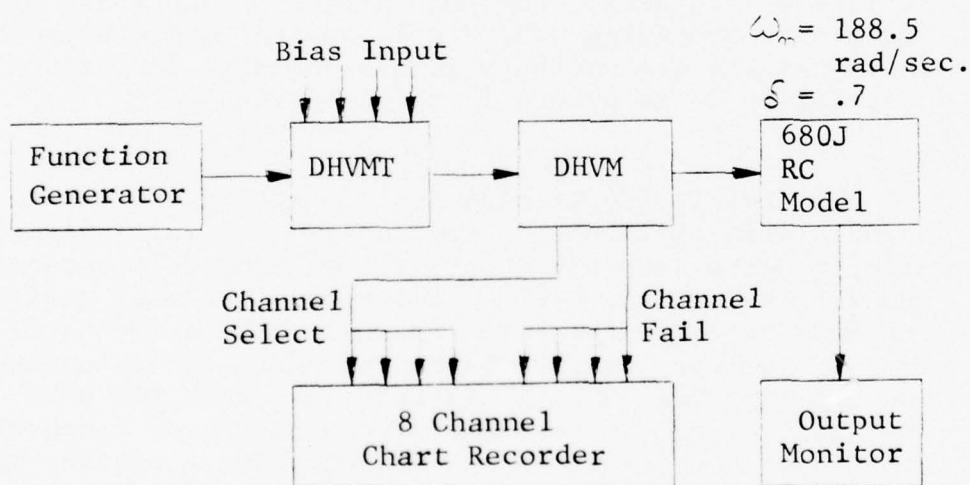 ωₙ= 188.5
rad/sec.
δ = .7
Bias Input
Function
Generator
DHVMT
DHVM
680J
RC
Model
Channel
Select
Channel
Fail
8 Channel
Chart Recorder
Output
Monitor